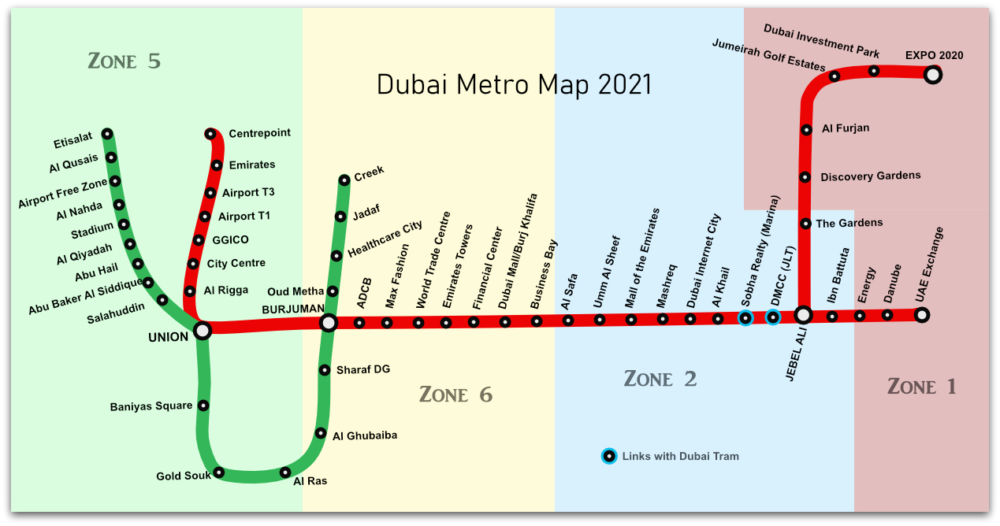 Dubai Metro Map 2021
ZONE 5
Etisalat
Al Qusais
Airport Free Zone
Al Nahda
Stadium
Al Qiyadah
Abu Hail
Abu Baker Al Siddique
Salahuddin
UNION
Centrepoint
Emirates
Airport T3
Airport T1
GGICO
City Centre
Al Rigga
Baniyas Square
Gold Souk
Al Ras
Al Ghubaiba
Sharaf DG
BURJUMAN
Oud Metha
Healthcare City
Jadaf
Creek
ADCB
Max Fashion
World Trade Centre
Emirates Towers
Financial Center
Dubai Mall/Burj Khalifa
Business Bay
ZONE 6
Al Safa
Umm Al Sheef
Mall of the Emirates
Mashreq
Dubai Internet City
Al Khail
Sobha Realty (Marina)
DMCC (JLT)
JEBEL ALI
ZONE 2
Ibn Battuta
Energy
Danube
UAE Exchange
ZONE 1
The Gardens
Discovery Gardens
Al Furjan
Jumeirah Golf Estates
Dubai Investment Park
EXPO 2020
Links with Dubai Tram